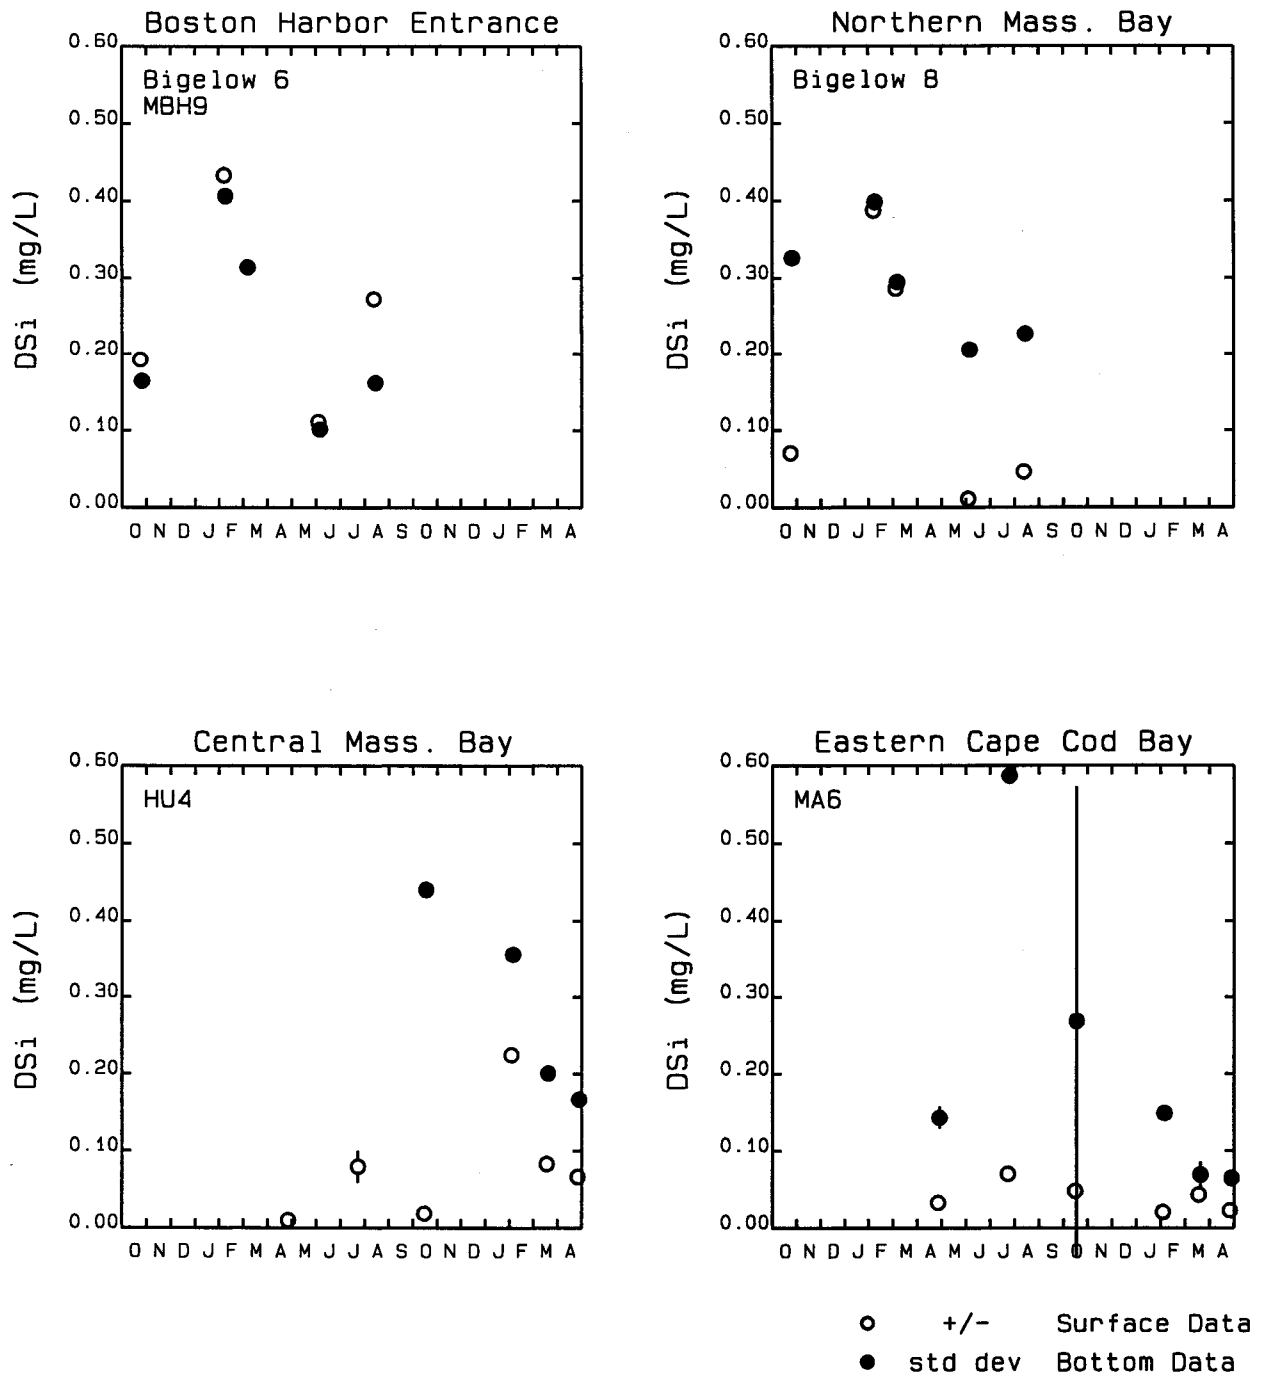 Boston Harbor Entrance
0.60
Bigelow 6
MBH9
0.50
0.40
0.30
0.20
0.10
0.00
DSi (mg/L)
O N D J F M A M J J A S O N D J F M A
Northern Mass. Bay
0.60
Bigelow 8
0.50
0.40
0.30
0.20
0.10
0.00
DSi (mg/L)
O N D J F M A M J J A S O N D J F M A
Central Mass. Bay
0.60
HU4
0.50
0.40
0.30
0.20
0.10
0.00
DSi (mg/L)
O N D J F M A M J J A S O N D J F M A
Eastern Cape Cod Bay
0.60
MA6
0.50
0.40
0.30
0.20
0.10
0.00
DSi (mg/L)
O N D J F M A M J J A S O N D J F M A
+/- Surface Data
std dev Bottom Data